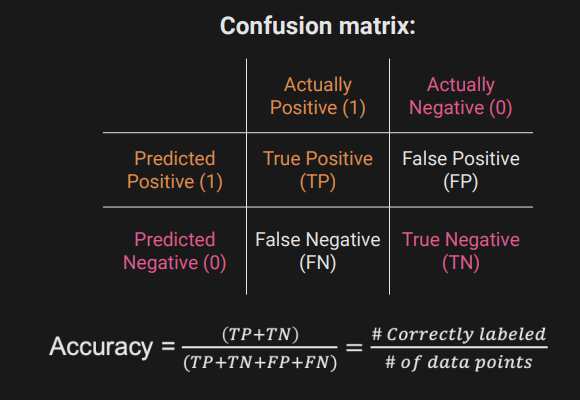 Confusion matrix:
Actually Positive (1)
Actually Negative (0)
Predicted Positive (1)
True Positive (TP)
False Positive (FP)
Predicted Negative (0)
False Negative (FN)
True Negative (TN)
Accuracy = (TP+TN) / (TP+TN+FP+FN) = # Correctly labeled / # of data points